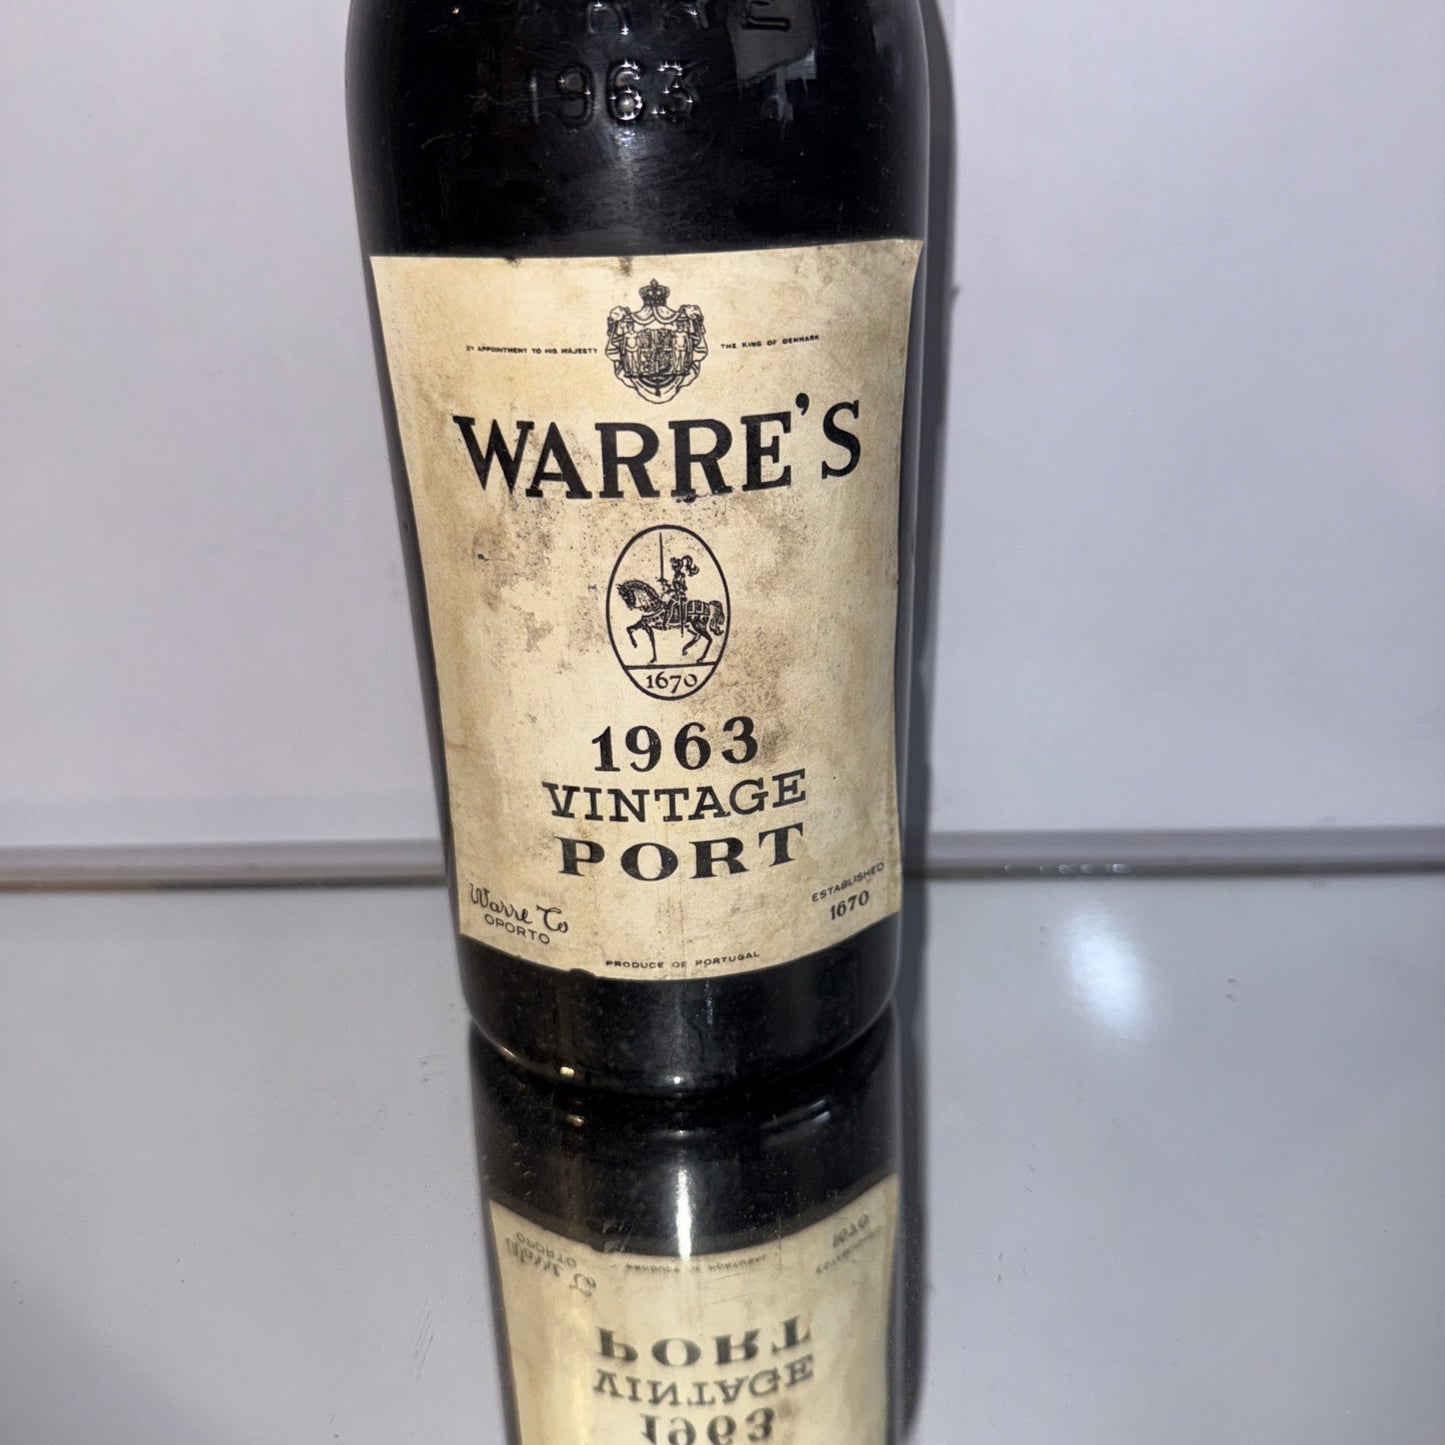 1963
BY APPOINTMENT TO HIS MAJESTY THE KING OF DENMARK
WARRE'S
1670
1963
VINTAGE
PORT
Warre & Co
OPORTO
ESTABLISHED
1670
PRODUCE OF PORTUGAL